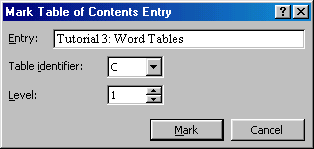 Mark Table of Contents Entry
Entry: Tutorial 3: Word Tables
Table identifier: C
Level: 1
Mark Cancel